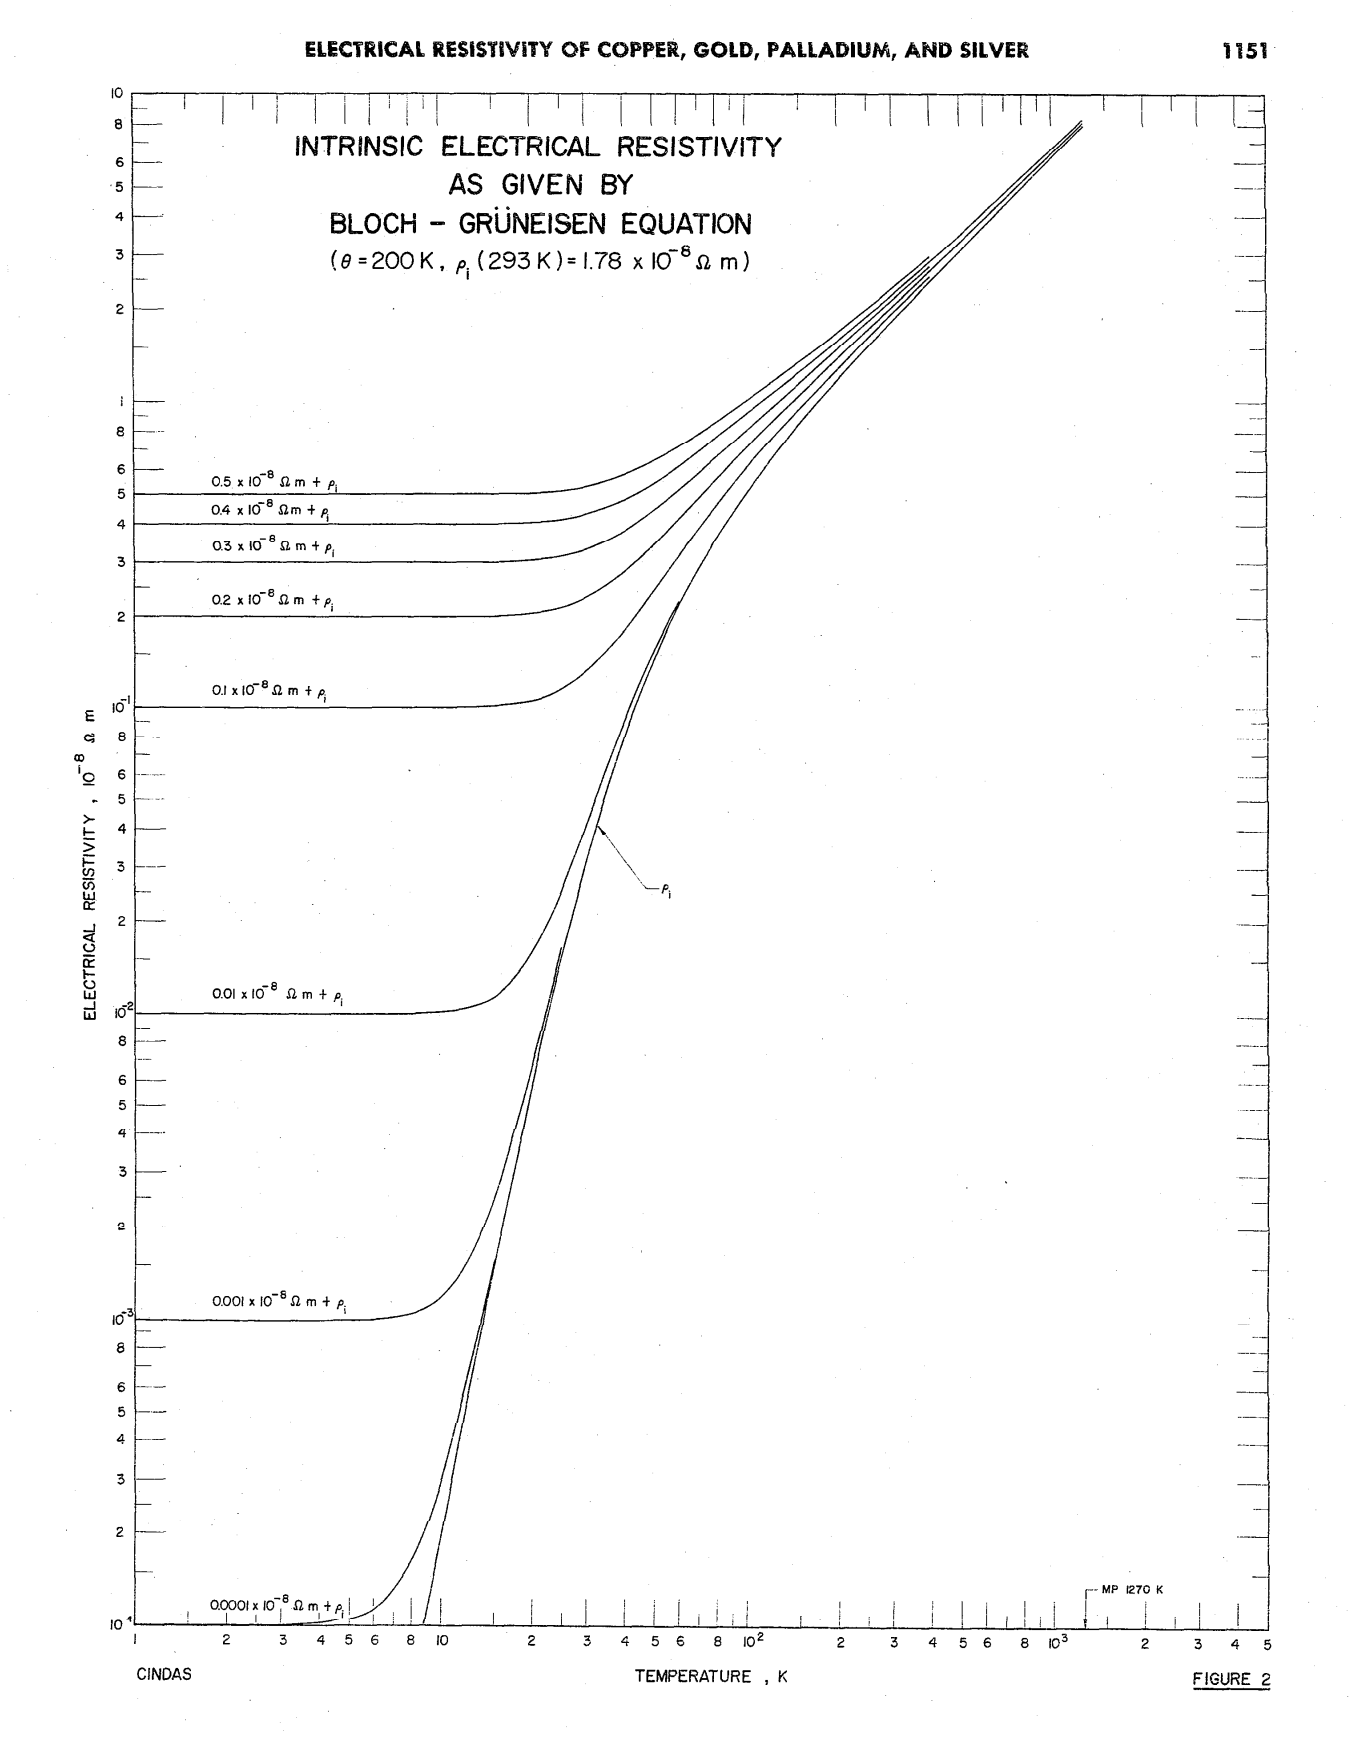 ELECTRICAL RESISTIVITY OF COPPER, GOLD, PALLADIUM, AND SILVER 1151
INTRINSIC ELECTRICAL RESISTIVITY
AS GIVEN BY
BLOCH – GRÜNEISEN EQUATION
(θ = 200 K, ρi (293 K) = 1.78 x 10⁻⁸ Ω m)
10
8
6
5
4
3
2
1
8
6
5
4
3
2
10⁻¹
8
6
5
4
3
2
10⁻²
8
6
5
4
3
2
10⁻³
8
6
5
4
3
2
10⁻⁴
ELECTRICAL RESISTIVITY, 10⁻⁸ Ω m
0.5 x 10⁻⁸ Ω m + ρi
0.4 x 10⁻⁸ Ω m + ρi
0.3 x 10⁻⁸ Ω m + ρi
0.2 x 10⁻⁸ Ω m + ρi
0.1 x 10⁻⁸ Ω m + ρi
ρi
0.01 x 10⁻⁸ Ω m + ρi
0.001 x 10⁻⁸ Ω m + ρi
0.0001 x 10⁻⁸ Ω m + ρi
MP 1270 K
1 2 3 4 5 6 8 10 2 3 4 5 6 8 10² 2 3 4 5 6 8 10³ 2 3 4 5
CINDAS TEMPERATURE , K FIGURE 2